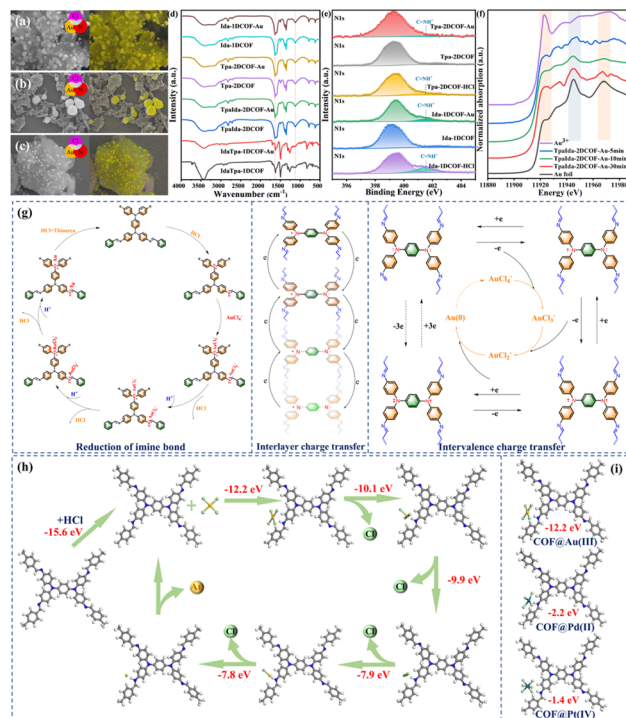 (a)
Cl
Au
N
(b)
Cl
Au
N
(c)
Cl
Au
N
(d)
Intensity (a.u.)
Ida-1DCOF-Au
Ida-1DCOF
Tpa-2DCOF-Au
Tpa-2DCOF
TpaIda-2DCOF-Au
TpaIda-2DCOF
IdaTpa-1DCOF-Au
IdaTpa-1DCOF
4000 3500 3000 2500 2000 1500 1000 500
Wavenumber (cm⁻¹)
(e)
Intensity (a.u.)
N1s
C=NH⁺
Tpa-2DCOF-Au
N1s
Tpa-2DCOF
N1s
C=NH⁺
Tpa-2DCOF-HCl
N1s
C=NH⁺
Ida-1DCOF-Au
N1s
Ida-1DCOF
N1s
C=NH⁺
Ida-1DCOF-HCl
396 398 400 402 404
Binding Energy (eV)
(f)
Normalized absorption (a.u.)
Au³⁺
TpaIda-2DCOF-Au-5min
TpaIda-2DCOF-Au-10min
TpaIda-2DCOF-Au-30min
Au foil
11880 11900 11920 11940 11960 11980
Energy (eV)
(g)
HCl+Thiourea
HCl
AuCl₄⁻
H⁺
HCl
H⁺
HCl
H⁺
HCl
Reduction of imine bond
e
e
e
e
e
e
Interlayer charge transfer
+e
-e
AuCl₄⁻
Au(0)
AuCl₃⁻
AuCl₂⁻
-3e
+3e
-e
+e
+e
-e
Intervalence charge transfer
(h)
+HCl
-15.6 eV
+
-12.2 eV
-10.1 eV
Cl
-9.9 eV
Cl
Au
Cl
Cl
-7.8 eV
-7.9 eV
(i)
-12.2 eV
COF@Au(III)
-2.2 eV
COF@Pd(II)
-1.4 eV
COF@Pt(IV)